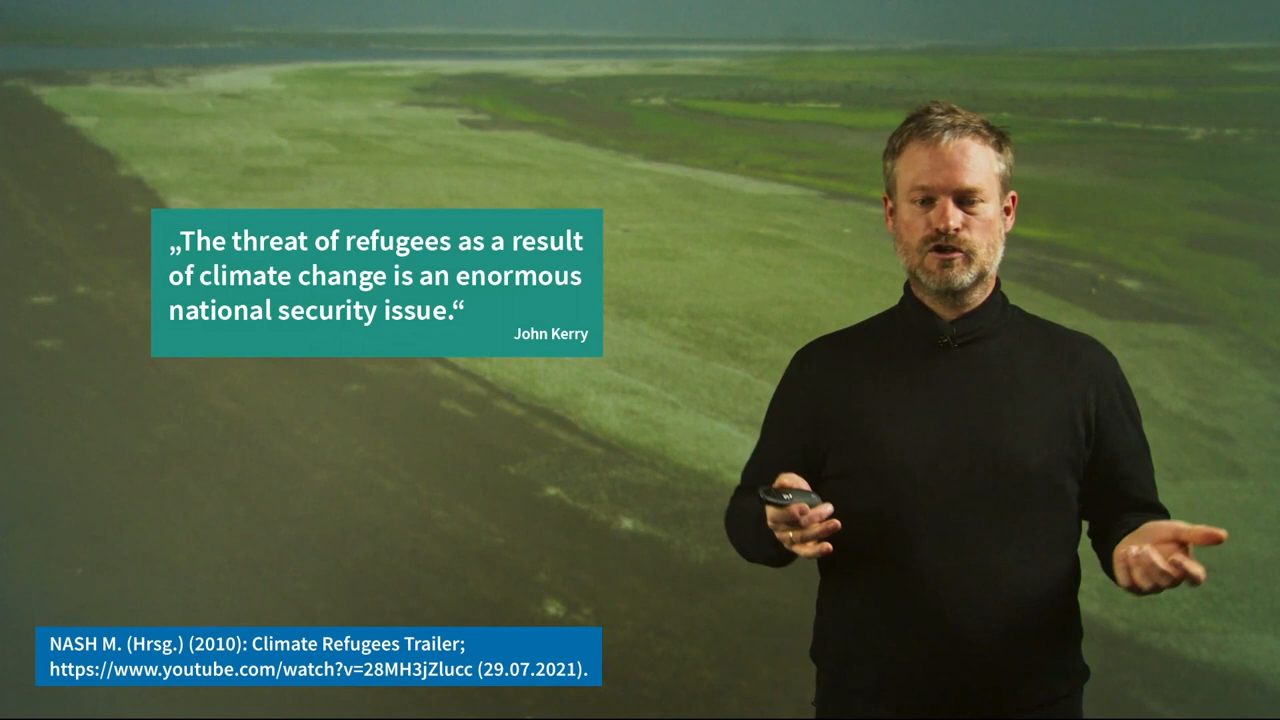 „The threat of refugees as a result
of climate change is an enormous
national security issue.“
John Kerry
NASH M. (Hrsg.) (2010): Climate Refugees Trailer;
https://www.youtube.com/watch?v=28MH3jZlucc (29.07.2021).